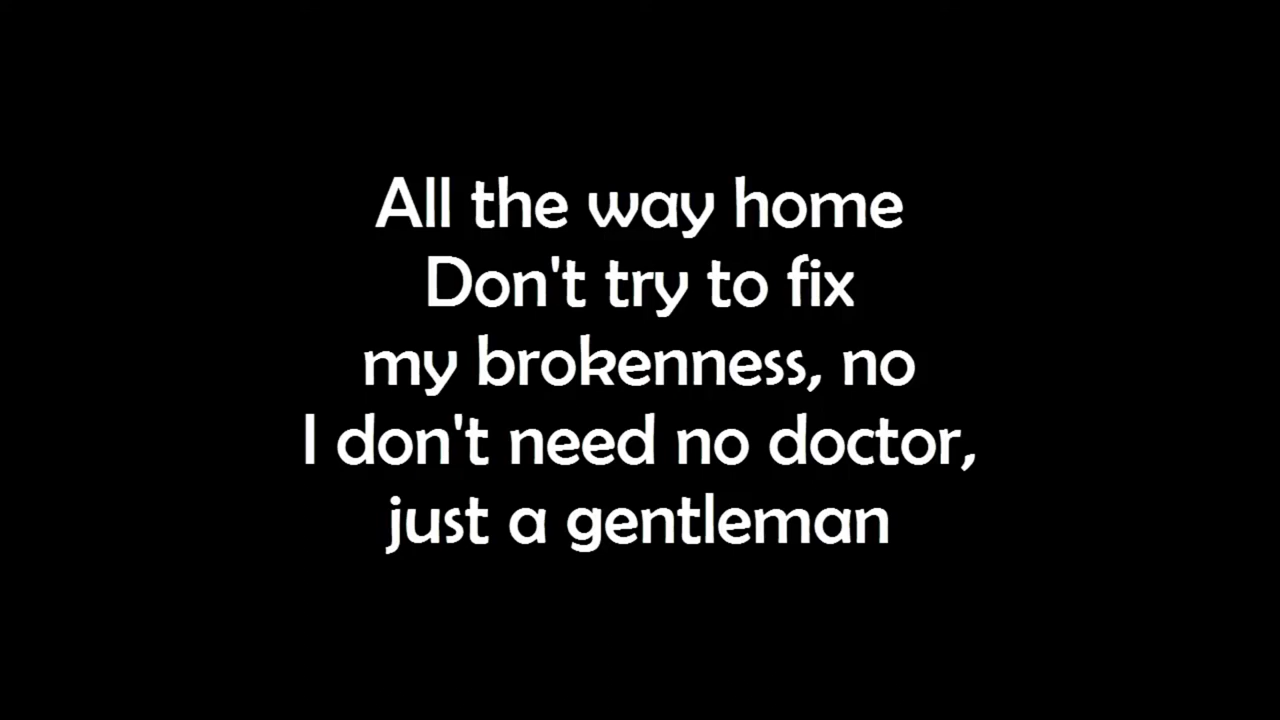 All the way home
Don't try to fix
my brokenness, no
I don't need no doctor,
just a gentleman